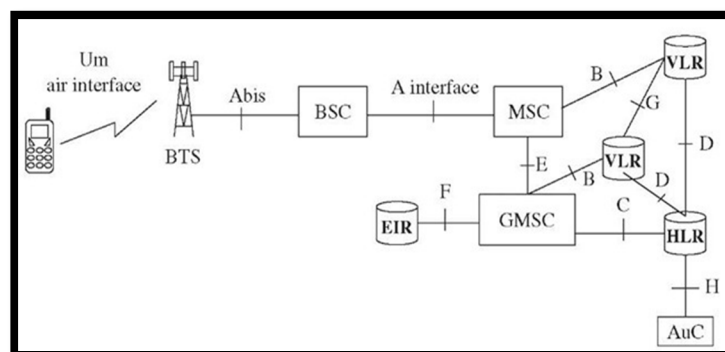 Um
air interface
BTS
Abis
BSC
A interface
MSC
B
VLR
G
D
E
B
VLR
D
F
EIR
GMSC
C
HLR
H
AuC